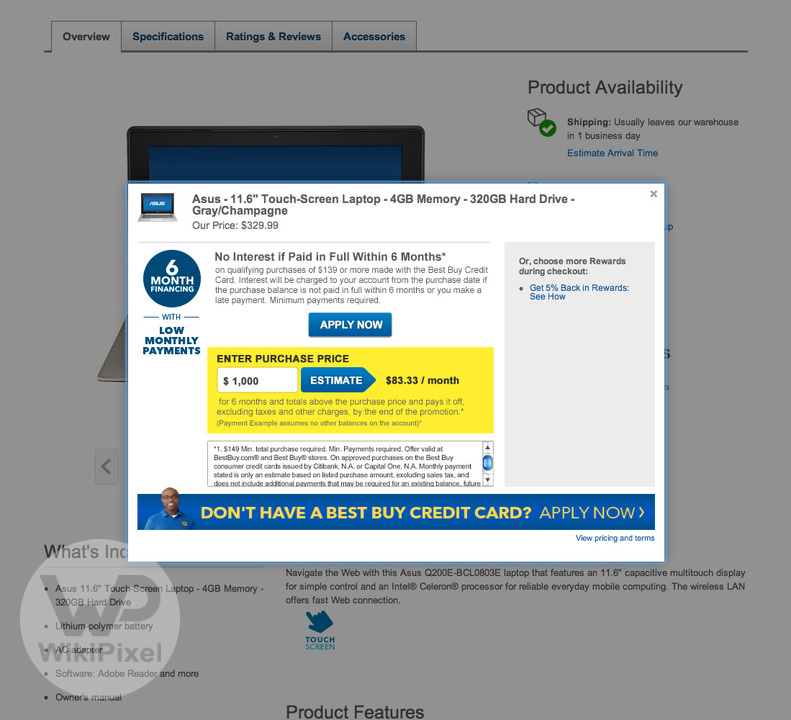 Overview
Specifications
Ratings & Reviews
Accessories
Product Availability
Shipping: Usually leaves our warehouse
in 1 business day
Estimate Arrival Time
ASUS
Asus - 11.6" Touch-Screen Laptop - 4GB Memory - 320GB Hard Drive -
Gray/Champagne
Our Price: $329.99
6
MONTH
FINANCING
WITH
LOW
MONTHLY
PAYMENTS
No Interest if Paid in Full Within 6 Months*
on qualifying purchases of $139 or more made with the Best Buy Credit
Card. Interest will be charged to your account from the purchase date if
the purchase balance is not paid in full within 6 months or you make a
late payment. Minimum payments required.
APPLY NOW
ENTER PURCHASE PRICE
$ 1,000
ESTIMATE
$83.33 / month
for 6 months and totals above the purchase price and pays it off,
excluding taxes and other charges, by the end of the promotion.*
(Payment Example assumes no other balances on the account)*
*1. $149 Min. total purchase required. Min. Payments required. Offer valid at
BestBuy.com® and Best Buy® stores. On approved purchases on the Best Buy
consumer credit cards issued by Citibank, N.A. or Capital One, N.A. Monthly payment
stated is only an estimate based on listed purchase amount, excluding sales tax, and
does not include additional payments that may be required for an existing balance, future
Or, choose more Rewards
during checkout:
• Get 5% Back in Rewards:
See How
DON'T HAVE A BEST BUY CREDIT CARD? APPLY NOW ›
View pricing and terms
What's Inc
• Asus 11.6" Touch-Screen Laptop - 4GB Memory -
320GB Hard Drive
• Lithium-polymer battery
• AC adapter
• Software: Adobe Reader and more
• Owner's manual
WikiPixel
Navigate the Web with this Asus Q200E-BCL0803E laptop that features an 11.6" capacitive multitouch display
for simple control and an Intel® Celeron® processor for reliable everyday mobile computing. The wireless LAN
offers fast Web connection.
TOUCH
SCREEN
Product Features